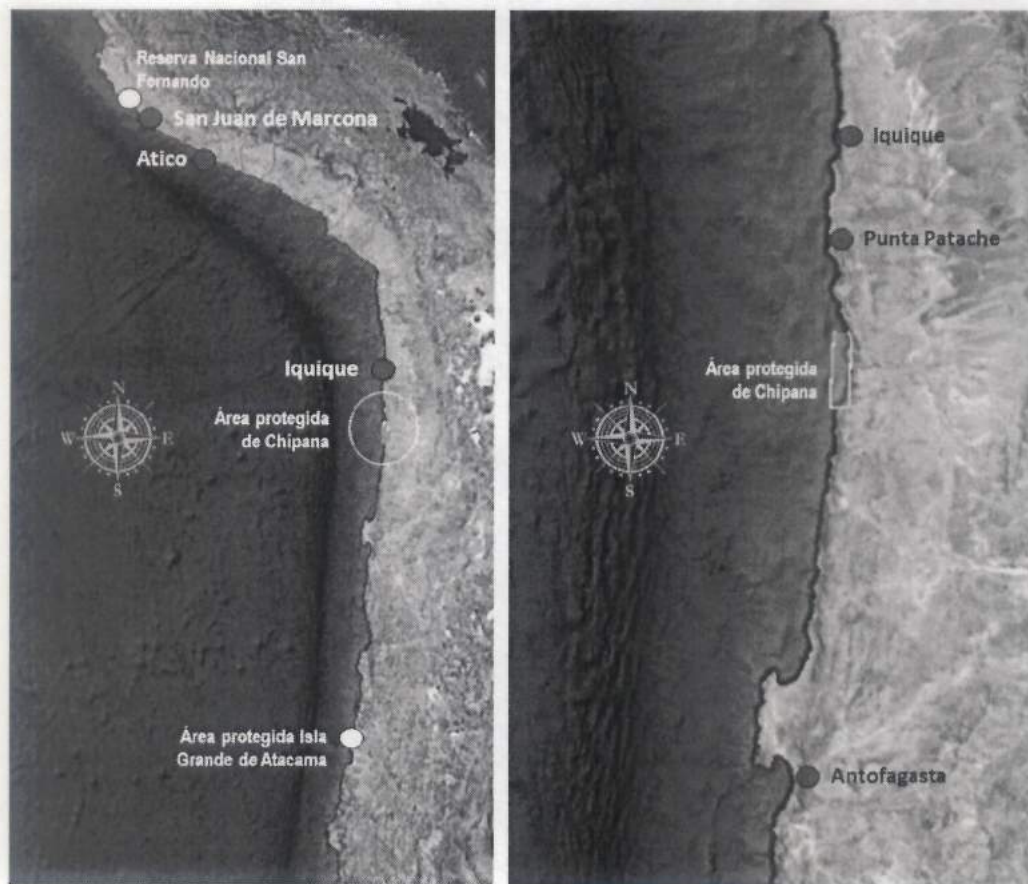 Reserva Nacional San
Fernando
San Juan de Marcona
Atico
Iquique
Área protegida
de Chipana
N
W
E
S
Área protegida Isla
Grande de Atacama
Iquique
Punta Patache
Área protegida
de Chipana
N
W
E
S
Antofagasta